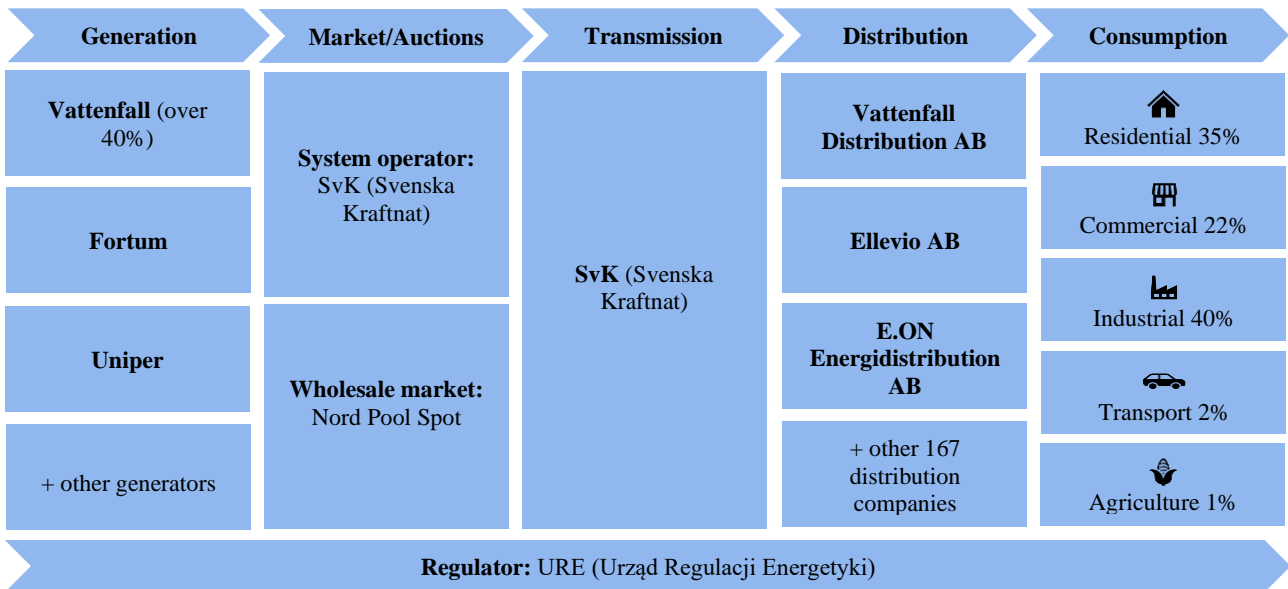 Generation
Market/Auctions
Transmission
Distribution
Consumption
Vattenfall (over
40%)
Fortum
Uniper
+ other generators
System operator:
SvK (Svenska
Kraftnat)
Wholesale market:
Nord Pool Spot
SvK (Svenska
Kraftnat)
Vattenfall
Distribution AB
Ellevio AB
E.ON
Energidistribution
AB
+ other 167
distribution
companies
Residential 35%
Commercial 22%
Industrial 40%
Transport 2%
Agriculture 1%
Regulator: URE (Urząd Regulacji Energetyki)